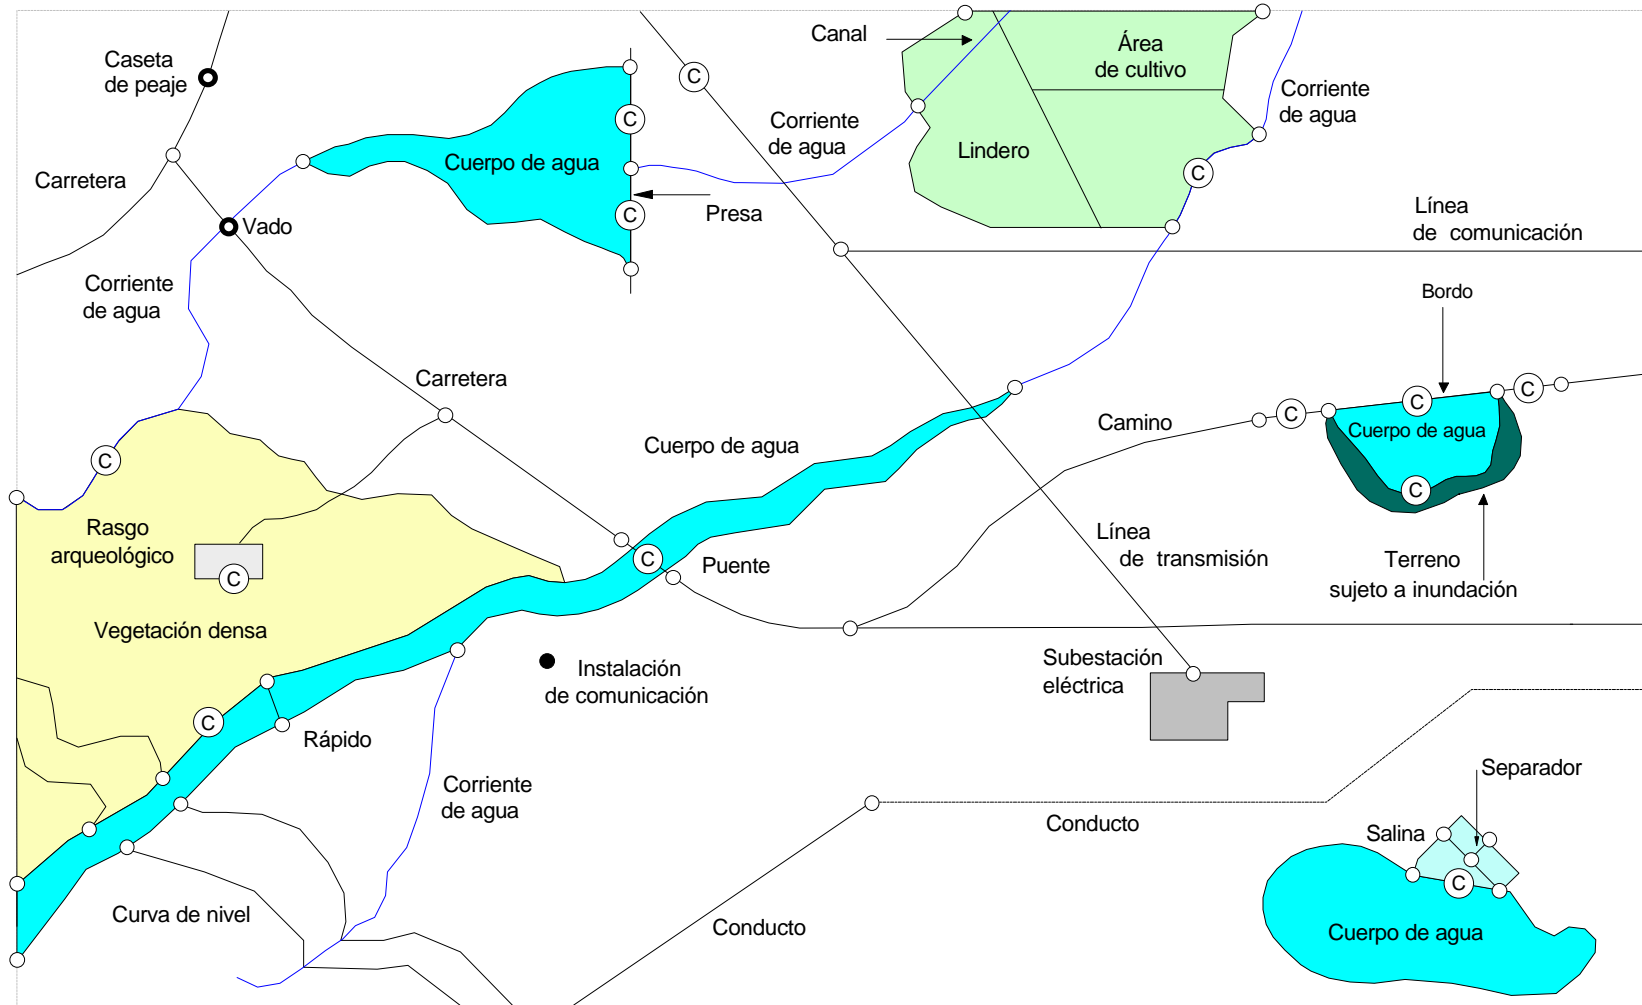 Caseta
de peaje
Carretera
Vado
Corriente
de agua
Cuerpo de agua
C
C
Presa
C
Corriente
de agua
Canal
Área
de cultivo
Lindero
Corriente
de agua
C
Línea
de comunicación
Bordo
C
C
C
Cuerpo de agua
C
Camino
Terreno
sujeto a inundación
Carretera
Cuerpo de agua
C
Rasgo
arqueológico
C
C
Puente
Línea
de transmisión
Vegetación densa
Instalación
de comunicación
Subestación
eléctrica
C
Rápido
Corriente
de agua
Conducto
Separador
Salina
C
Cuerpo de agua
Curva de nivel
Conducto